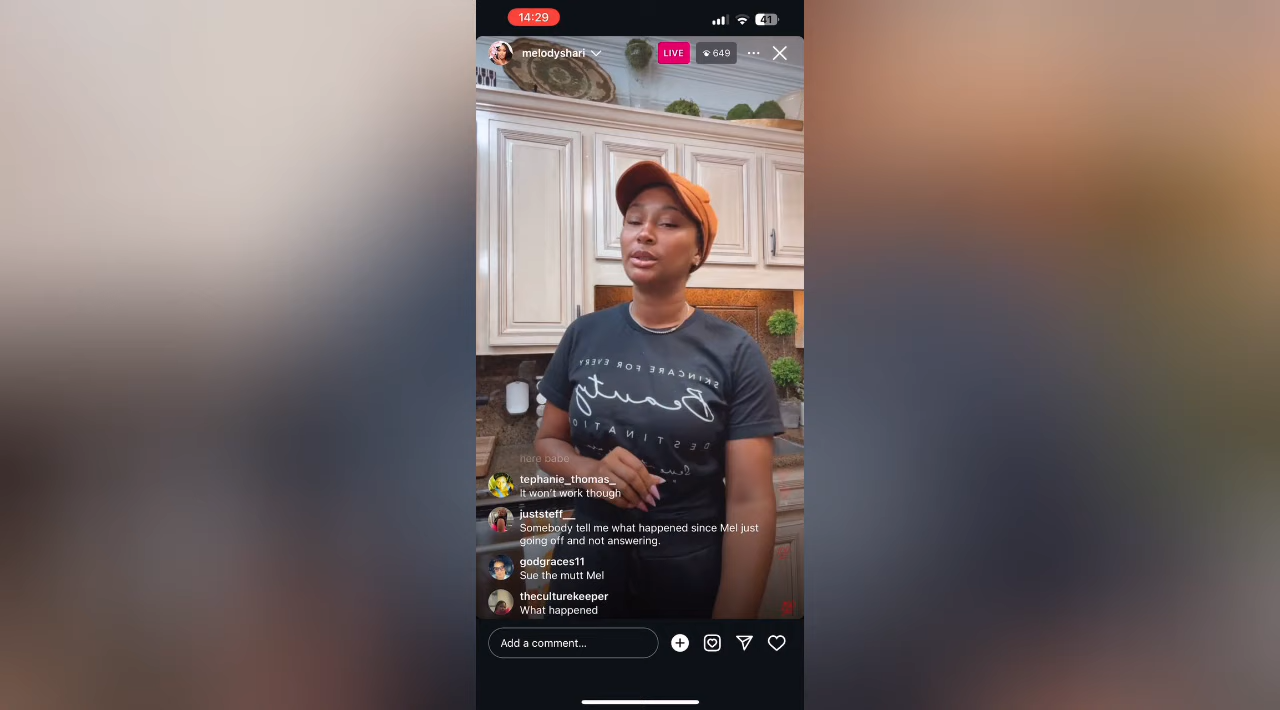 14:29
41
melodyshari
LIVE
649
SKINCARE FOR EVERY
Beauty
DESTINATIO
here babe
tephanie_thomas_
It won't work though
juststeff__
Somebody tell me what happened since Mel just
going off and not answering.
godgraces11
Sue the mutt Mel
theculturekeeper
What happened
Add a comment...